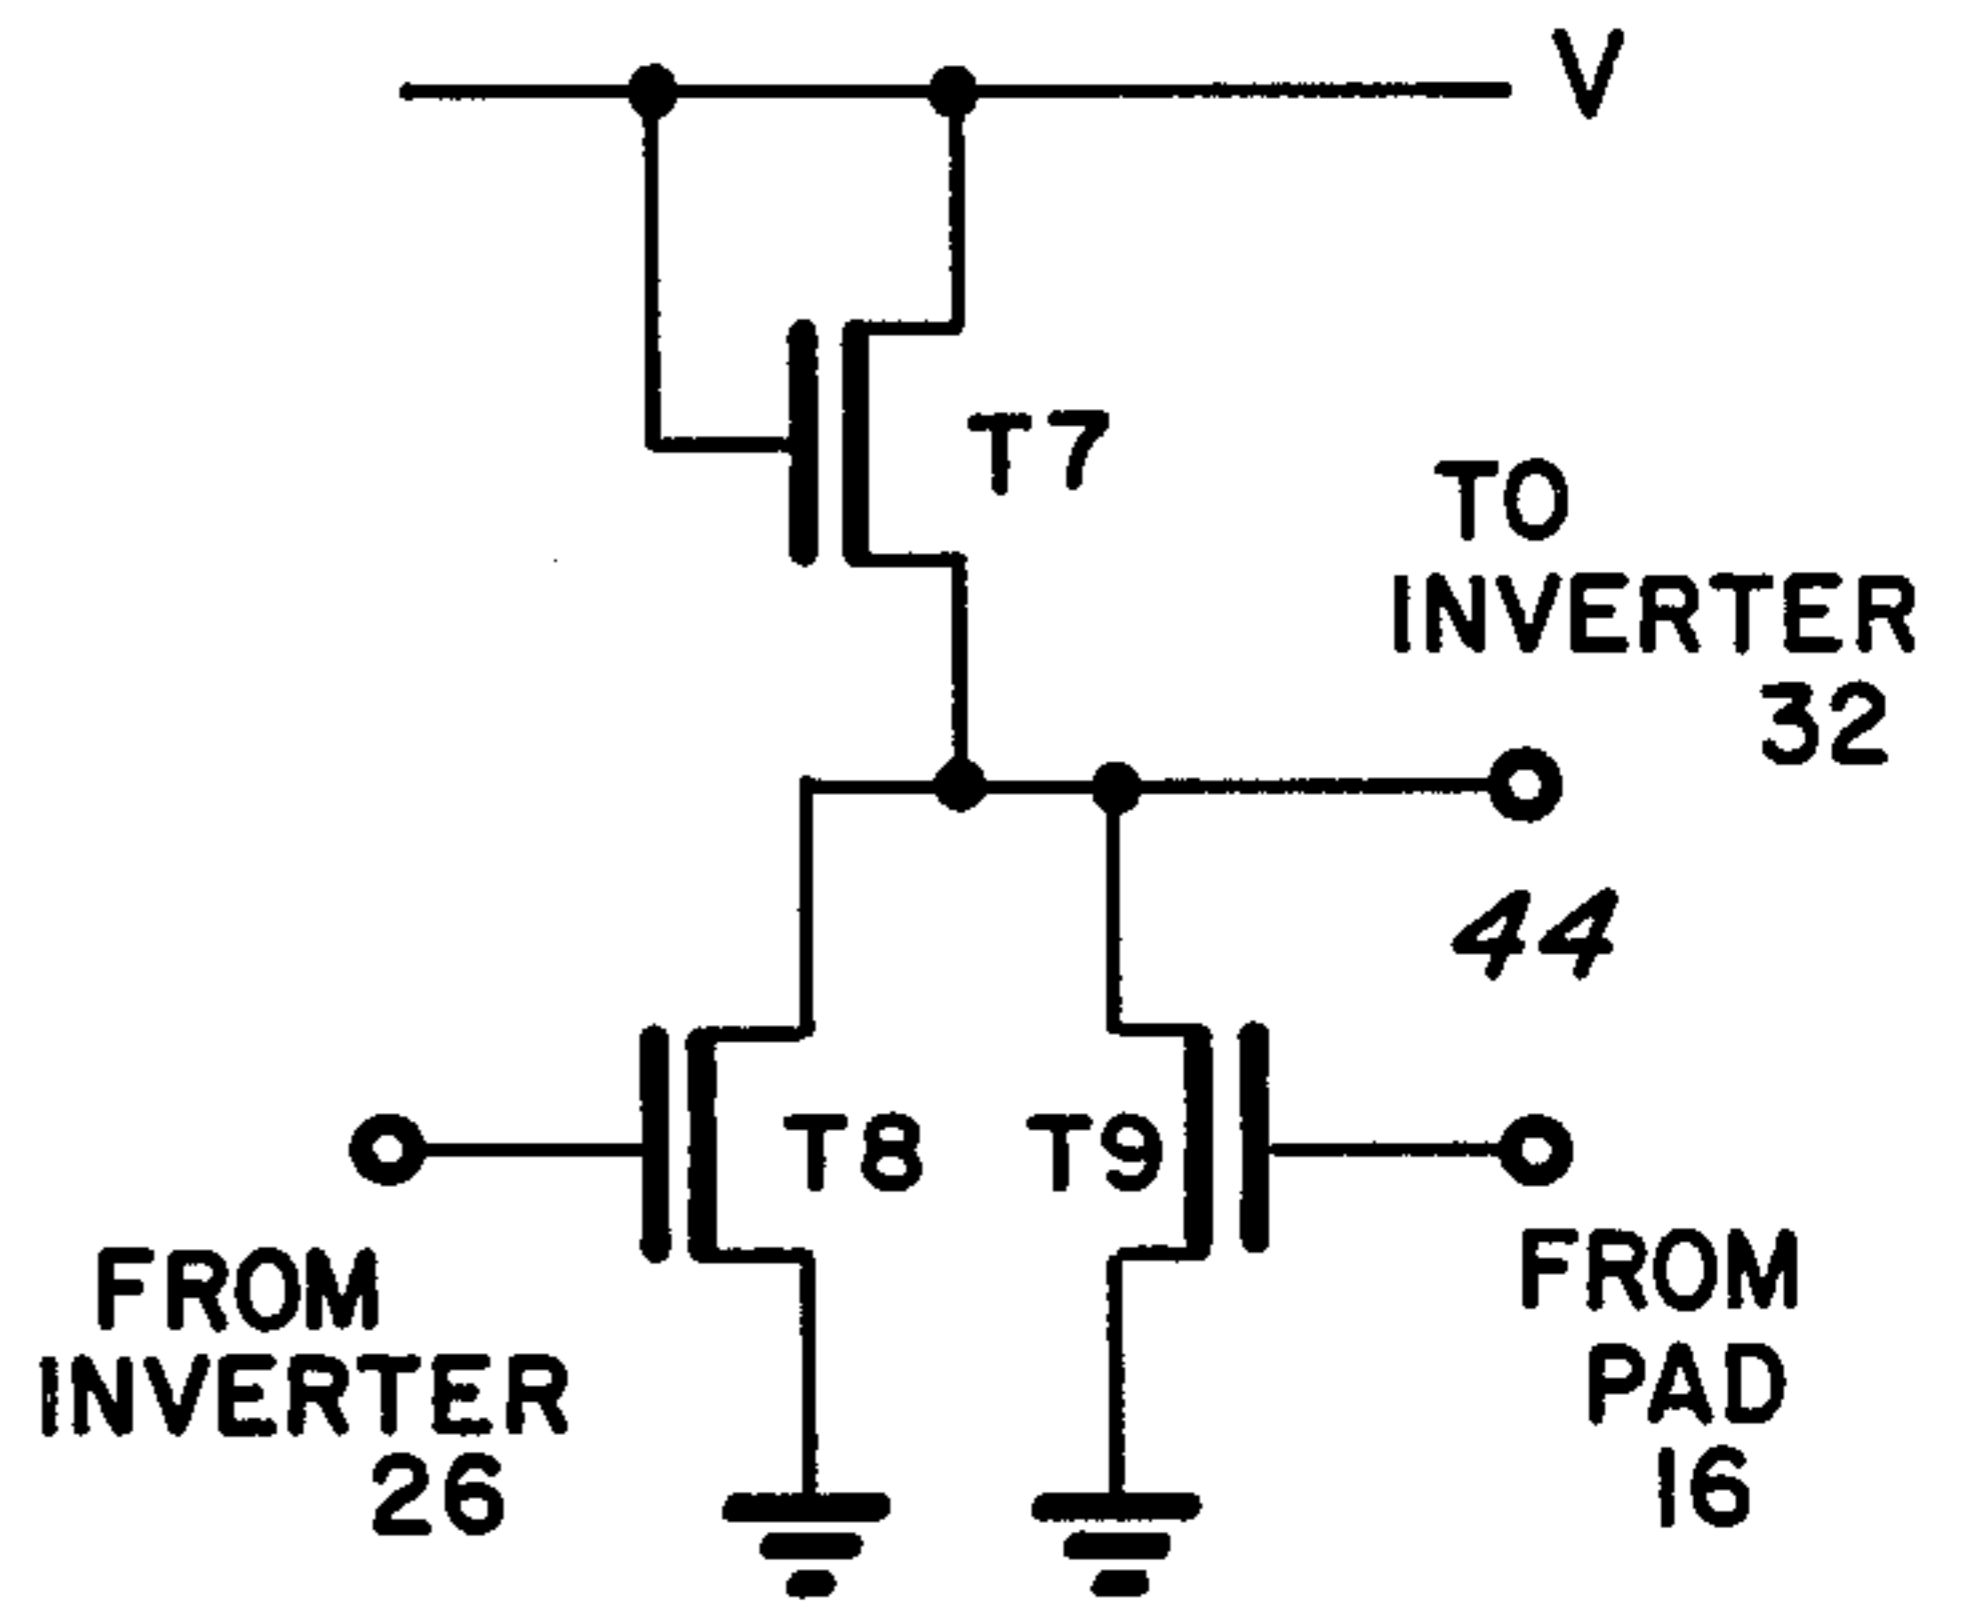 V
T7
TO
INVERTER
32
44
T8
T9
FROM
INVERTER
26
FROM
PAD
16